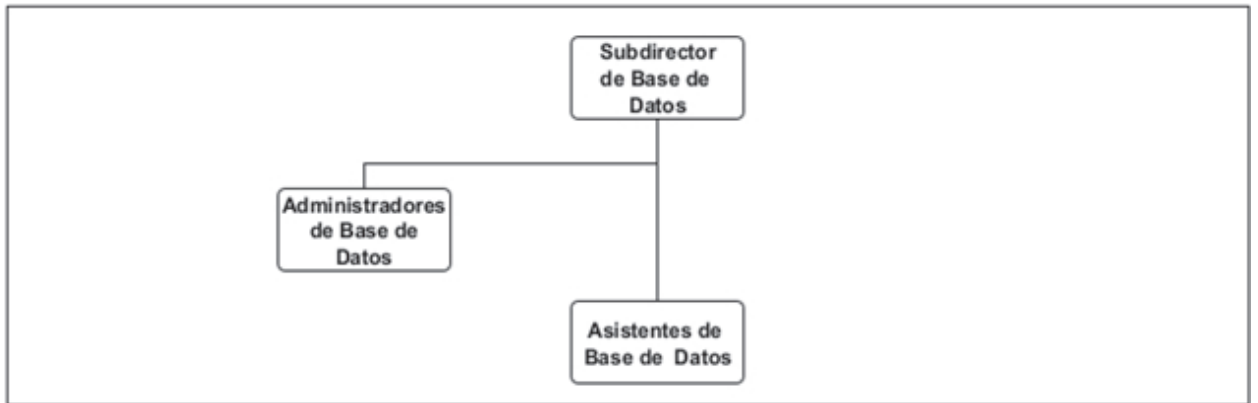 Subdirector
de Base de
Datos
Administradores
de Base de
Datos
Asistentes de
Base de Datos